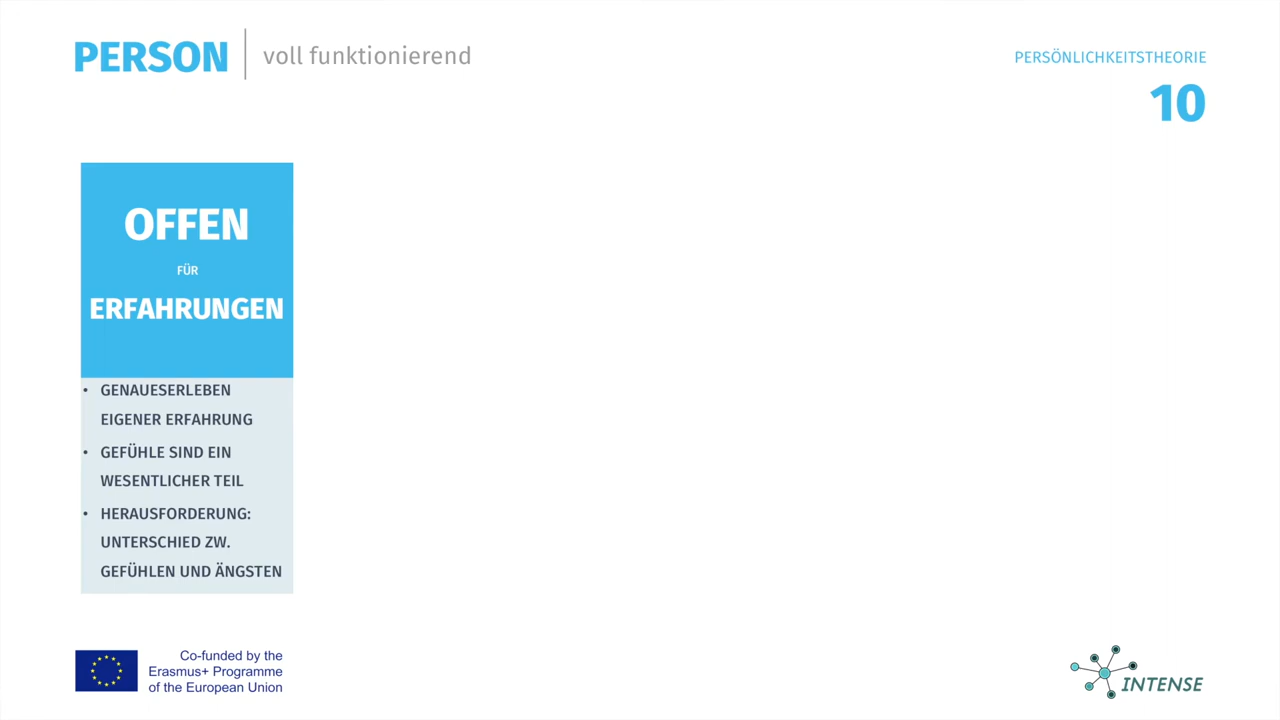 PERSON
voll funktionierend
PERSÖNLICHKEITSTHEORIE
10
OFFEN
FÜR
ERFAHRUNGEN
• GENAUESERLEBEN
EIGENER ERFAHRUNG
• GEFÜHLE SIND EIN
WESENTLICHER TEIL
• HERAUSFORDERUNG:
UNTERSCHIED ZW.
GEFÜHLEN UND ÄNGSTEN
Co-funded by the
Erasmus+ Programme
of the European Union
INTENSE